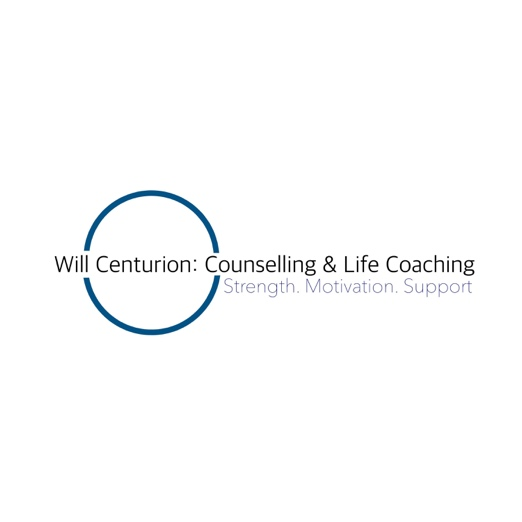 Will Centurion: Counselling & Life Coaching
Strength. Motivation. Support